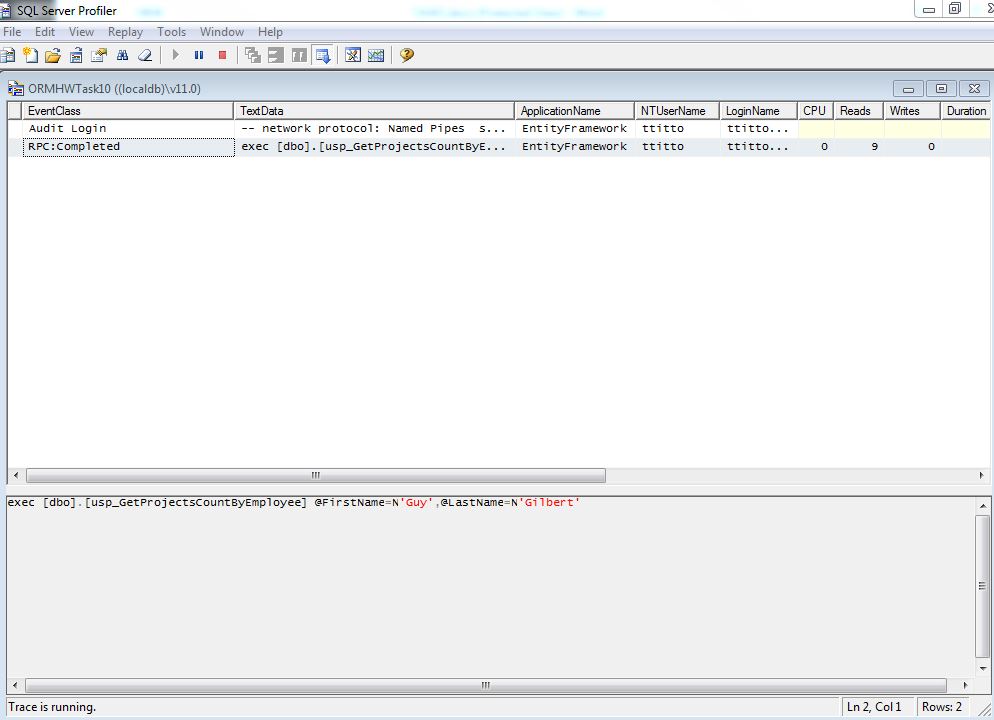 SQL Server Profiler
File Edit View Replay Tools Window Help
ORMHWTask10 ((localdb)\v11.0)
EventClass TextData ApplicationName NTUserName LoginName CPU Reads Writes Duration
Audit Login -- network protocol: Named Pipes s... EntityFramework ttitto ttitto...
RPC:Completed exec [dbo].[usp_GetProjectsCountByE... EntityFramework ttitto ttitto... 0 9 0
exec [dbo].[usp_GetProjectsCountByEmployee] @FirstName=N'Guy',@LastName=N'Gilbert'
Trace is running. Ln 2, Col 1 Rows: 2